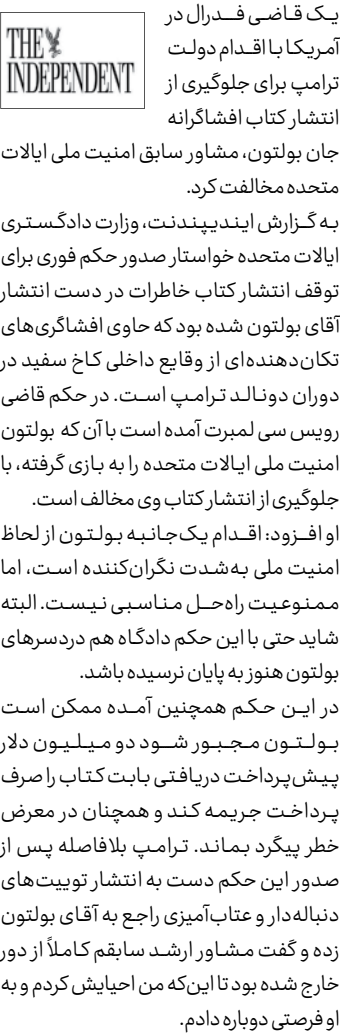 یک قاضی فدرال در
THE
INDEPENDENT
آمریکا با اقدام دولت
ترامپ برای جلوگیری از
انتشار کتاب افشاگرانه
جان بولتون، مشاور سابق امنیت ملی ایالات
متحده مخالفت کرد.
به گزارش ایندیپندنت، وزارت دادگستری
ایالات متحده خواستار صدور حکم فوری برای
توقف انتشار کتاب خاطرات در دست انتشار
آقای بولتون شده بود که حاوی افشاگری‌های
تکان‌دهنده‌ای از وقایع داخلی کاخ سفید در
دوران دونالد ترامپ است. در حکم قاضی
رویس سی لمبرت آمده است با آن که بولتون
امنیت ملی ایالات متحده را به بازی گرفته، با
جلوگیری از انتشار کتاب وی مخالف است.
او افزود: اقدام یک‌جانبه بولتون از لحاظ
امنیت ملی به‌شدت نگران‌کننده است، اما
ممنوعیت راه‌حل مناسبی نیست. البته
شاید حتی با این حکم دادگاه هم دردسرهای
بولتون هنوز به پایان نرسیده باشد.
در این حکم همچنین آمده ممکن است
بولتون مجبور شود دو میلیون دلار
پیش‌پرداخت دریافتی بابت کتاب را صرف
پرداخت جریمه کند و همچنان در معرض
خطر پیگرد بماند. ترامپ بلافاصله پس از
صدور این حکم دست به انتشار توییت‌های
دنباله‌دار و عتاب‌آمیزی راجع به آقای بولتون
زده و گفت مشاور ارشد سابقم کاملاً از دور
خارج شده بود تا این‌که من احیایش کردم و به
او فرصتی دوباره دادم.